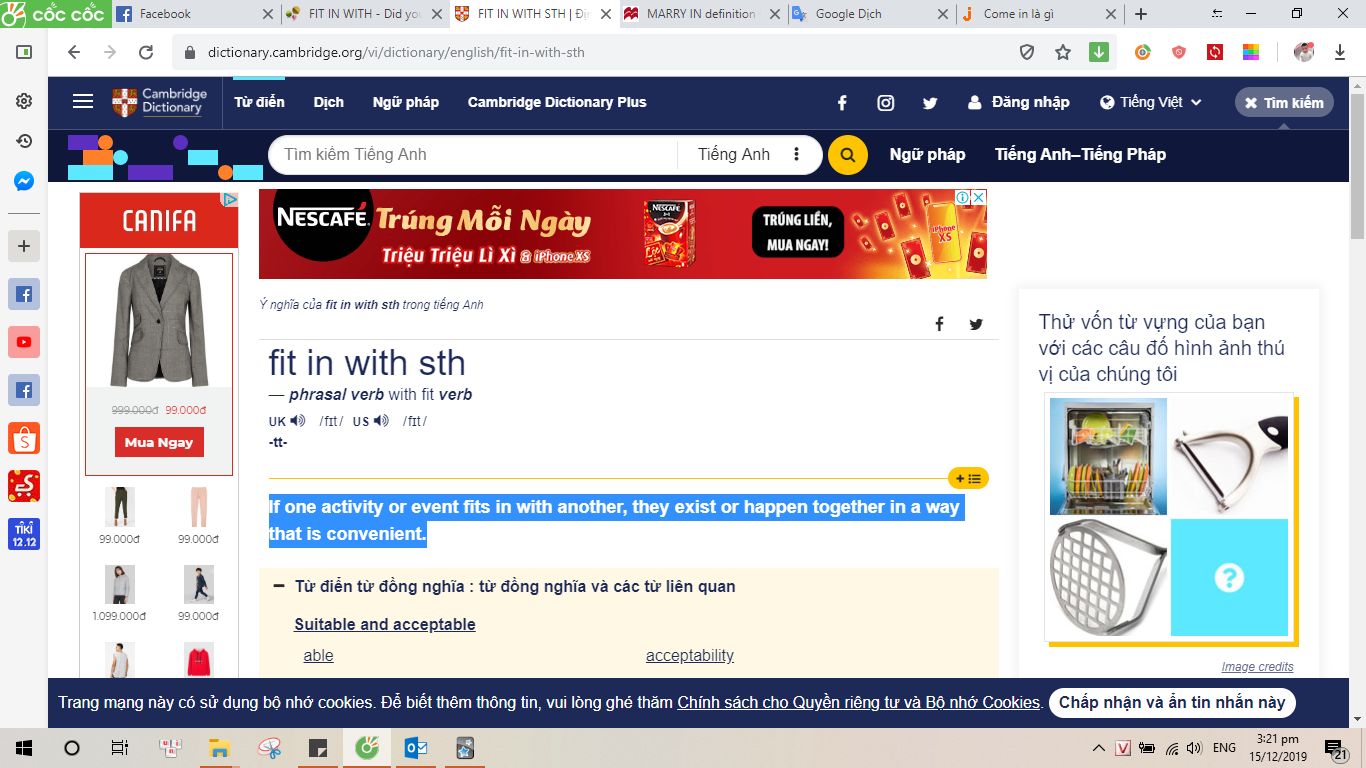 cốc cốc
Facebook
FIT IN WITH - Did you
FIT IN WITH STH | Địn
MARRY IN definition
Google Dịch
Come in là gì
dictionary.cambridge.org/vi/dictionary/english/fit-in-with-sth
Cambridge
Dictionary
Từ điển
Dịch
Ngữ pháp
Cambridge Dictionary Plus
Đăng nhập
Tiếng Việt
Tìm kiếm
Tìm kiếm Tiếng Anh
Tiếng Anh
Ngữ pháp
Tiếng Anh–Tiếng Pháp
CANIFA
999.000đ 99.000đ
Mua Ngay
99.000đ 99.000đ
1.099.000đ 99.000đ
NESCAFÉ
Trúng Mỗi Ngày
Triệu Triệu Lì Xì & iPhone XS
TRÚNG LIỀN,
MUA NGAY!
iPhone
XS
Ý nghĩa của fit in with sth trong tiếng Anh
fit in with sth
— phrasal verb with fit verb
UK /fɪt/ US /fɪt/
-tt-
If one activity or event fits in with another, they exist or happen together in a way
that is convenient.
Từ điển từ đồng nghĩa : từ đồng nghĩa và các từ liên quan
Suitable and acceptable
able
acceptability
Thử vốn từ vựng của bạn
với các câu đố hình ảnh thú
vị của chúng tôi
?
Image credits
TIKI
12.12
Trang mạng này có sử dụng bộ nhớ cookies. Để biết thêm thông tin, vui lòng ghé thăm Chính sách cho Quyền riêng tư và Bộ nhớ Cookies.
Chấp nhận và ẩn tin nhắn này
ENG
3:21 pm
15/12/2019
21